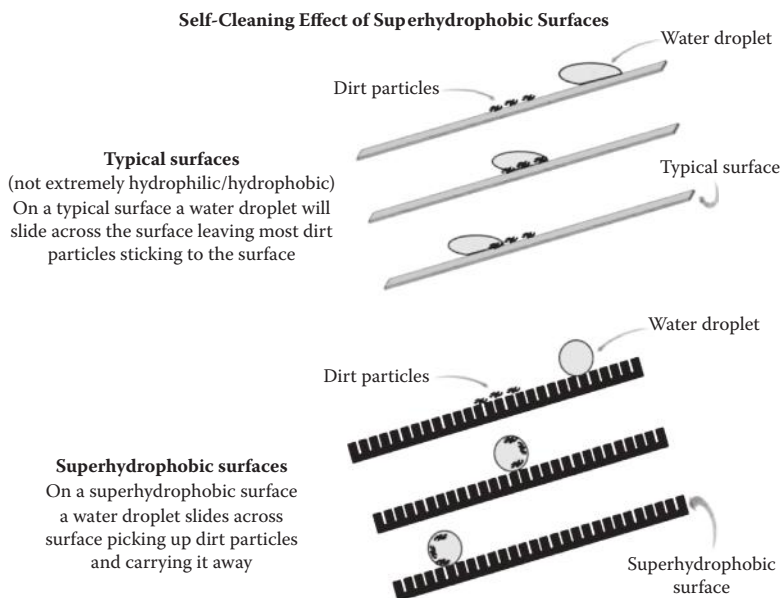 Self-Cleaning Effect of Superhydrophobic Surfaces
Water droplet
Dirt particles
Typical surfaces
(not extremely hydrophilic/hydrophobic)
On a typical surface a water droplet will
slide across the surface leaving most dirt
particles sticking to the surface
Typical surface
Water droplet
Dirt particles
Superhydrophobic surfaces
On a superhydrophobic surface
a water droplet slides across
surface picking up dirt particles
and carrying it away
Superhydrophobic
surface